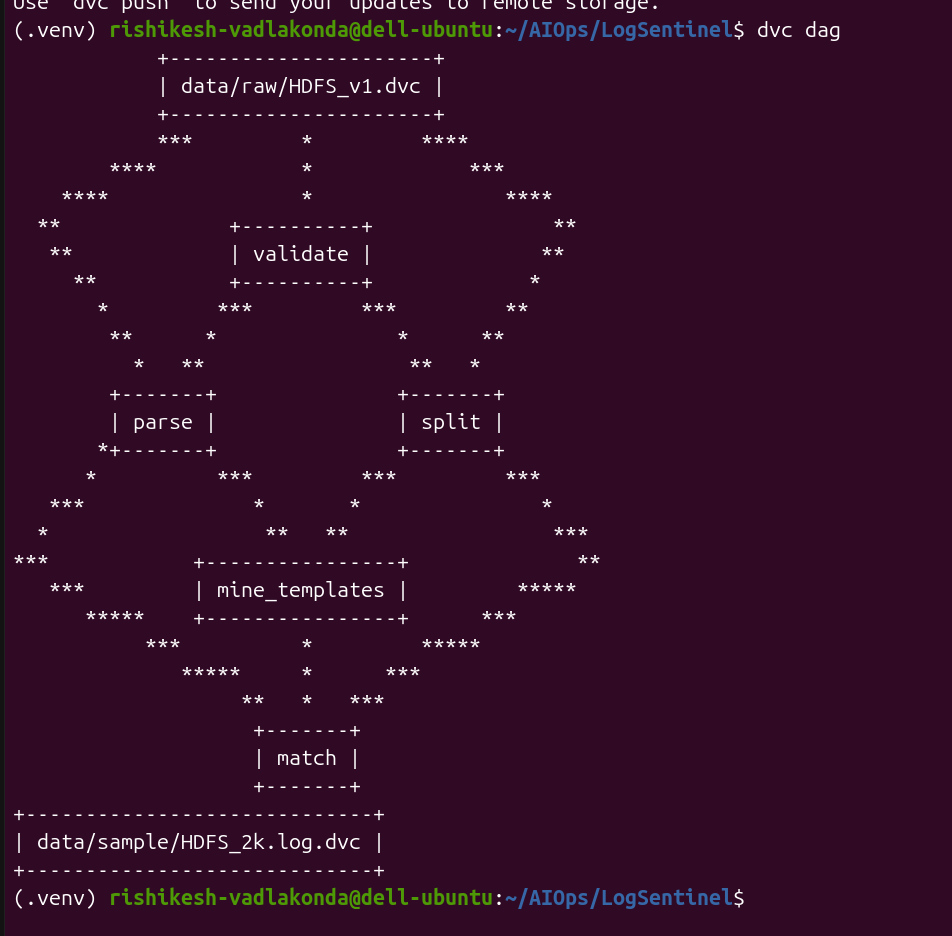 Use `dvc push` to send your updates to remote storage.
(.venv) rishikesh-vadlakonda@dell-ubuntu:~/AIOps/LogSentinel$ dvc dag
            +----------------------+
            | data/raw/HDFS_v1.dvc |
            +----------------------+
            ***         *         ****
        ****            *             ***
    ****                *                ****
  **              +----------+               **
   **             | validate |              **
     **           +----------+             *
       *         ***         ***         **
        **      *               *      **
          *   **                 **   *
        +-------+               +-------+
        | parse |               | split |
       *+-------+               +-------+
      *          ***         ***         ***
   ***              *       *               *
  *                  **   **                 ***
***            +----------------+              **
   ***         | mine_templates |         *****
      *****    +----------------+      ***
           ***          *         *****
              *****     *      ***
                   **   *   ***
                    +-------+
                    | match |
                    +-------+
+-----------------------------+
| data/sample/HDFS_2k.log.dvc |
+-----------------------------+
(.venv) rishikesh-vadlakonda@dell-ubuntu:~/AIOps/LogSentinel$